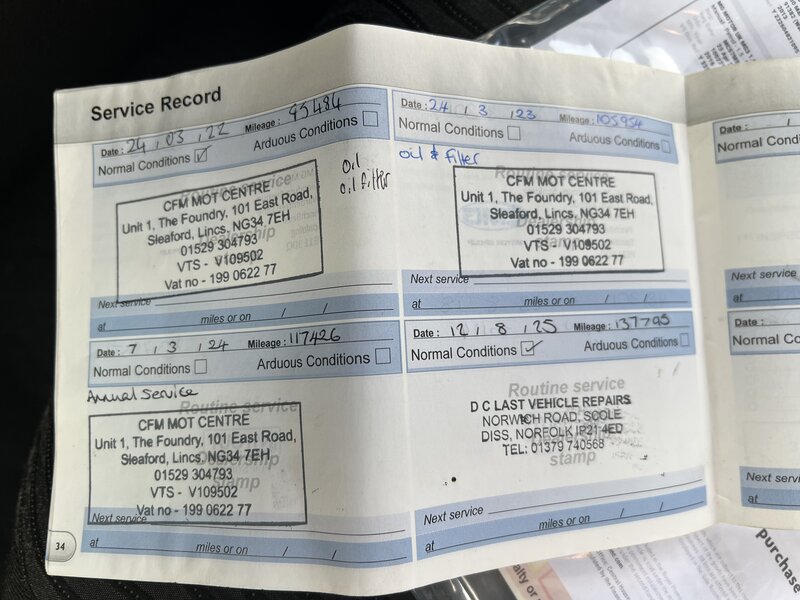 Service Record
Date : 24 , 03 , 22 Mileage : 95484
Normal Conditions ☑ Arduous Conditions ☐
Oil
Oil filter
Routine service
CFM MOT CENTRE
Unit 1, The Foundry, 101 East Road,
Sleaford, Lincs, NG34 7EH
01529 304793
VTS - V109502
Vat no - 199 0622 77
Next service
at miles or on / /
Date : 24 , 3 , 23 Mileage : 105954
Normal Conditions ☐ Arduous Conditions ☐
Oil & Filter
Routine service
CFM MOT CENTRE
Unit 1, The Foundry, 101 East Road,
Sleaford, Lincs, NG34 7EH
01529 304793
VTS - V109502
Vat no - 199 0622 77
Next service
at miles or on / /
Date : 7 , 3 , 24 Mileage : 117426
Normal Conditions ☐ Arduous Conditions ☐
Annual Service
Routine service
CFM MOT CENTRE
Unit 1, The Foundry, 101 East Road,
Sleaford, Lincs, NG34 7EH
01529 304793
VTS - V109502
Vat no - 199 0622 77
Next service
at miles or on / /
34
Date : 12 , 8 , 25 Mileage : 137795
Normal Conditions ☑ Arduous Conditions ☐
Routine service
D C LAST VEHICLE REPAIRS
NORWICH ROAD, SCOLE
DISS, NORFOLK IP21 4ED
TEL: 01379 740568
stamp
Next service
at miles or on / /
Date :
Normal
Next service
at
Date :
Normal Co
Next service
at
purchase